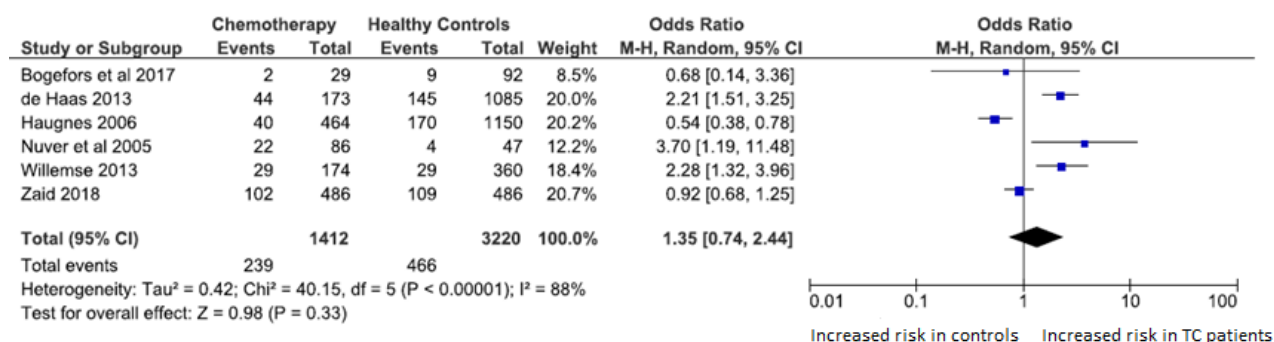 Chemotherapy Healthy Controls Odds Ratio Odds Ratio
Study or Subgroup Events Total Events Total Weight M-H, Random, 95% CI M-H, Random, 95% CI
Bogefors et al 2017 2 29 9 92 8.5% 0.68 [0.14, 3.36]
de Haas 2013 44 173 145 1085 20.0% 2.21 [1.51, 3.25]
Haugnes 2006 40 464 170 1150 20.2% 0.54 [0.38, 0.78]
Nuver et al 2005 22 86 4 47 12.2% 3.70 [1.19, 11.48]
Willemse 2013 29 174 29 360 18.4% 2.28 [1.32, 3.96]
Zaid 2018 102 486 109 486 20.7% 0.92 [0.68, 1.25]
Total (95% CI) 1412 3220 100.0% 1.35 [0.74, 2.44]
Total events 239 466
Heterogeneity: Tau² = 0.42; Chi² = 40.15, df = 5 (P < 0.00001); I² = 88%
Test for overall effect: Z = 0.98 (P = 0.33)
0.01 0.1 1 10 100
Increased risk in controls Increased risk in TC patients